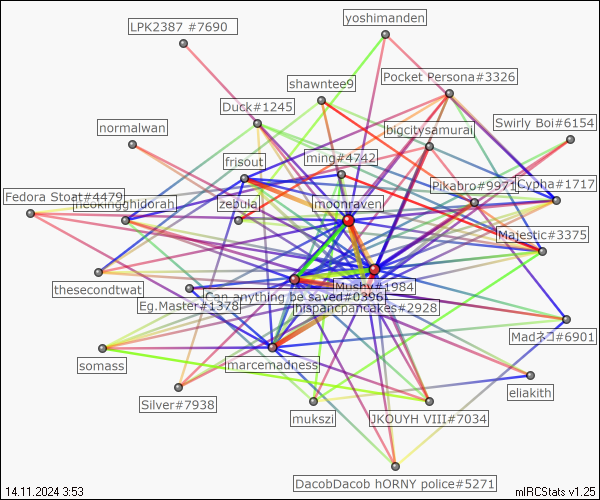 yoshimanden
LPK2387 #7690
Pocket Persona#3326
shawntee9
Duck#1245
Swirly Boi#6154
normalwan
bigcitysamurai
frisout
ming#4742
Pikabro#9971
Cypha#1717
Fedora Stoat#4479
zebula
moonraven
Majestic#3375
thesecondtwat
Mushy#1984
Can anything be saved#0396
Eg.Master#1378
hispancpancakes#2928
Madネコ#6901
somass
marcemadness
eliakith
Silver#7938
mukszi
JKOUYH VIII#7034
DacobDacob hORNY police#5271
14.11.2024 3:53
mIRCStats v1.25